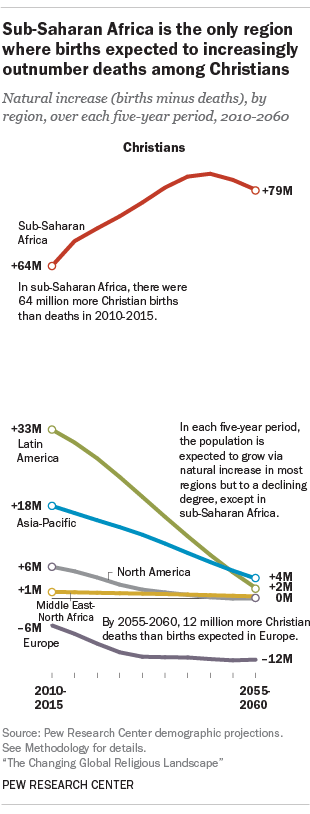 Sub-Saharan Africa is the only region
where births expected to increasingly
outnumber deaths among Christians
Natural increase (births minus deaths), by
region, over each five-year period, 2010-2060
Christians
+79M
Sub-Saharan
Africa
+64M
In sub-Saharan Africa, there were
64 million more Christian births
than deaths in 2010-2015.
+33M
Latin
America
In each five-year period,
the population is
expected to grow via
natural increase in most
regions but to a declining
degree, except in
sub-Saharan Africa.
+18M
Asia-Pacific
+6M
North America
+4M
+2M
0M
+1M
Middle East-
North Africa
–6M
Europe
By 2055-2060, 12 million more Christian
deaths than births expected in Europe.
–12M
2010-
2015
2055-
2060
Source: Pew Research Center demographic projections.
See Methodology for details.
“The Changing Global Religious Landscape”
PEW RESEARCH CENTER